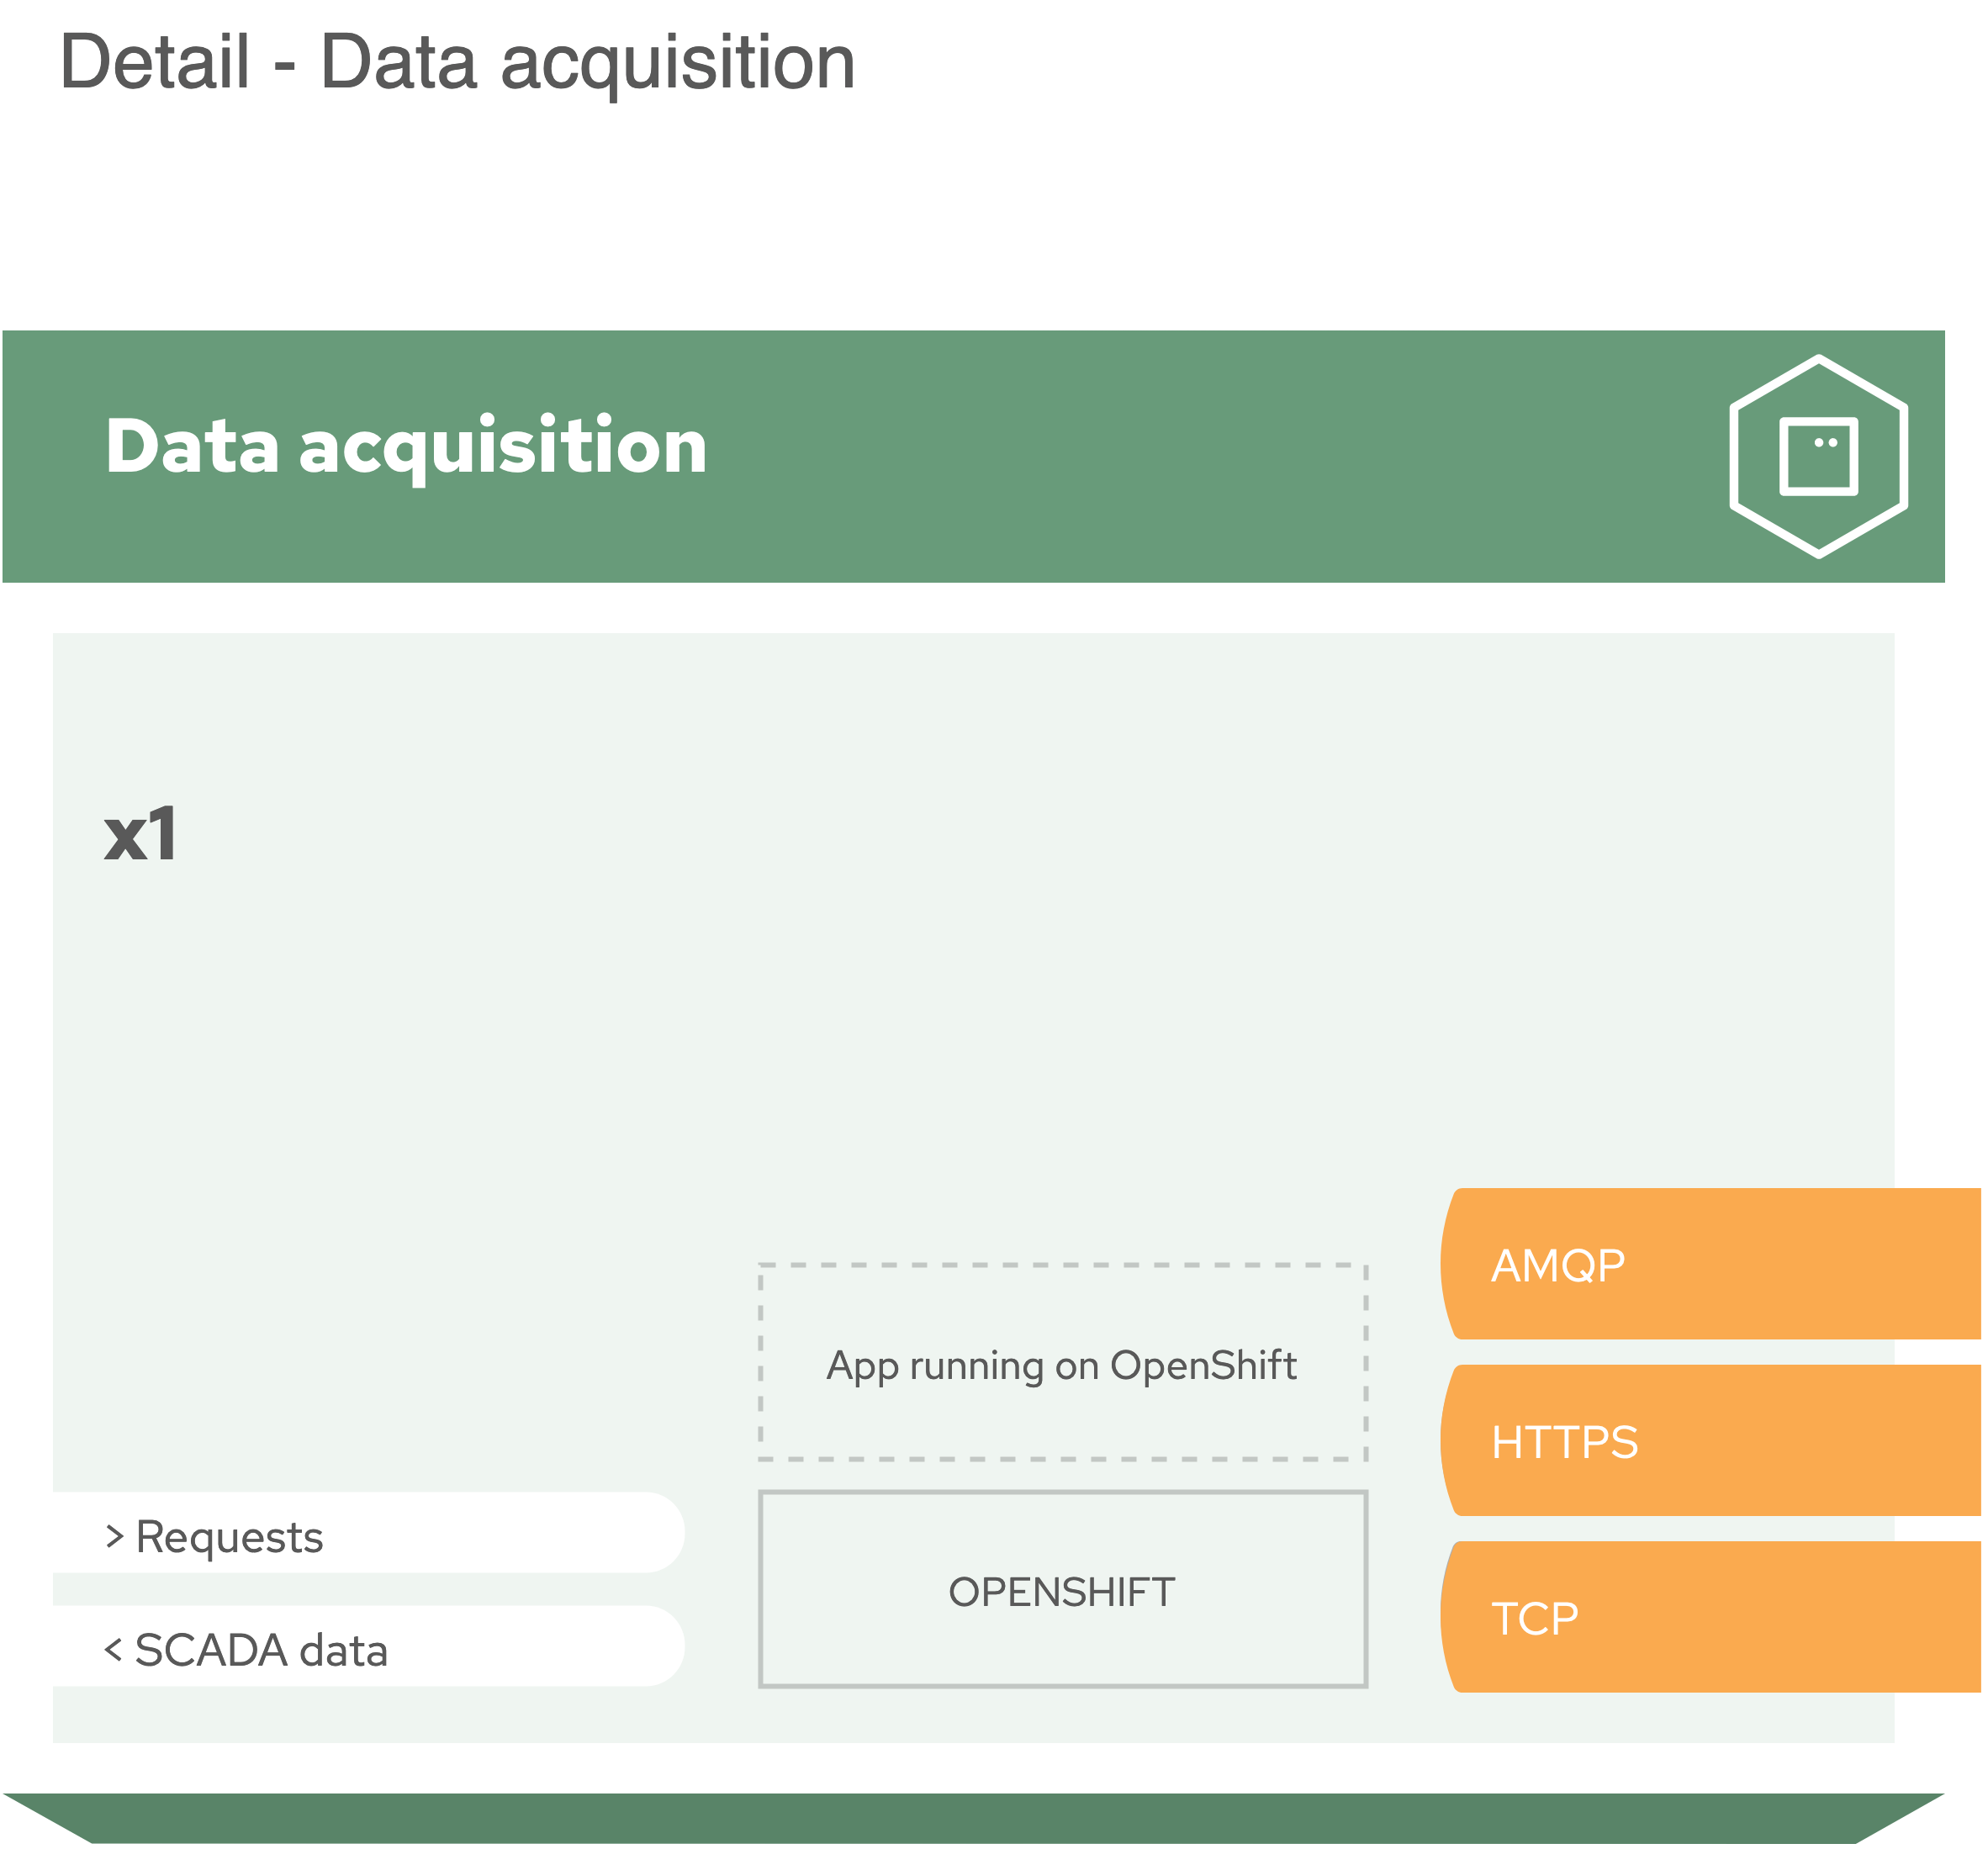 Detail - Data acquisition
Data acquisition
x1
AMQP
App running on OpenShift
HTTPS
> Requests
OPENSHIFT
TCP
< SCADA data